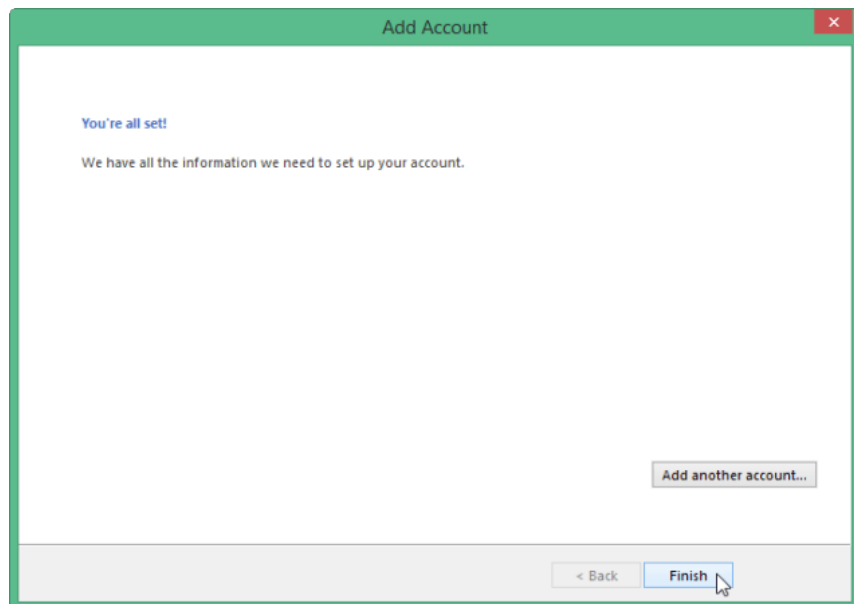 Add Account
You're all set!
We have all the information we need to set up your account.
Add another account...
< Back
Finish